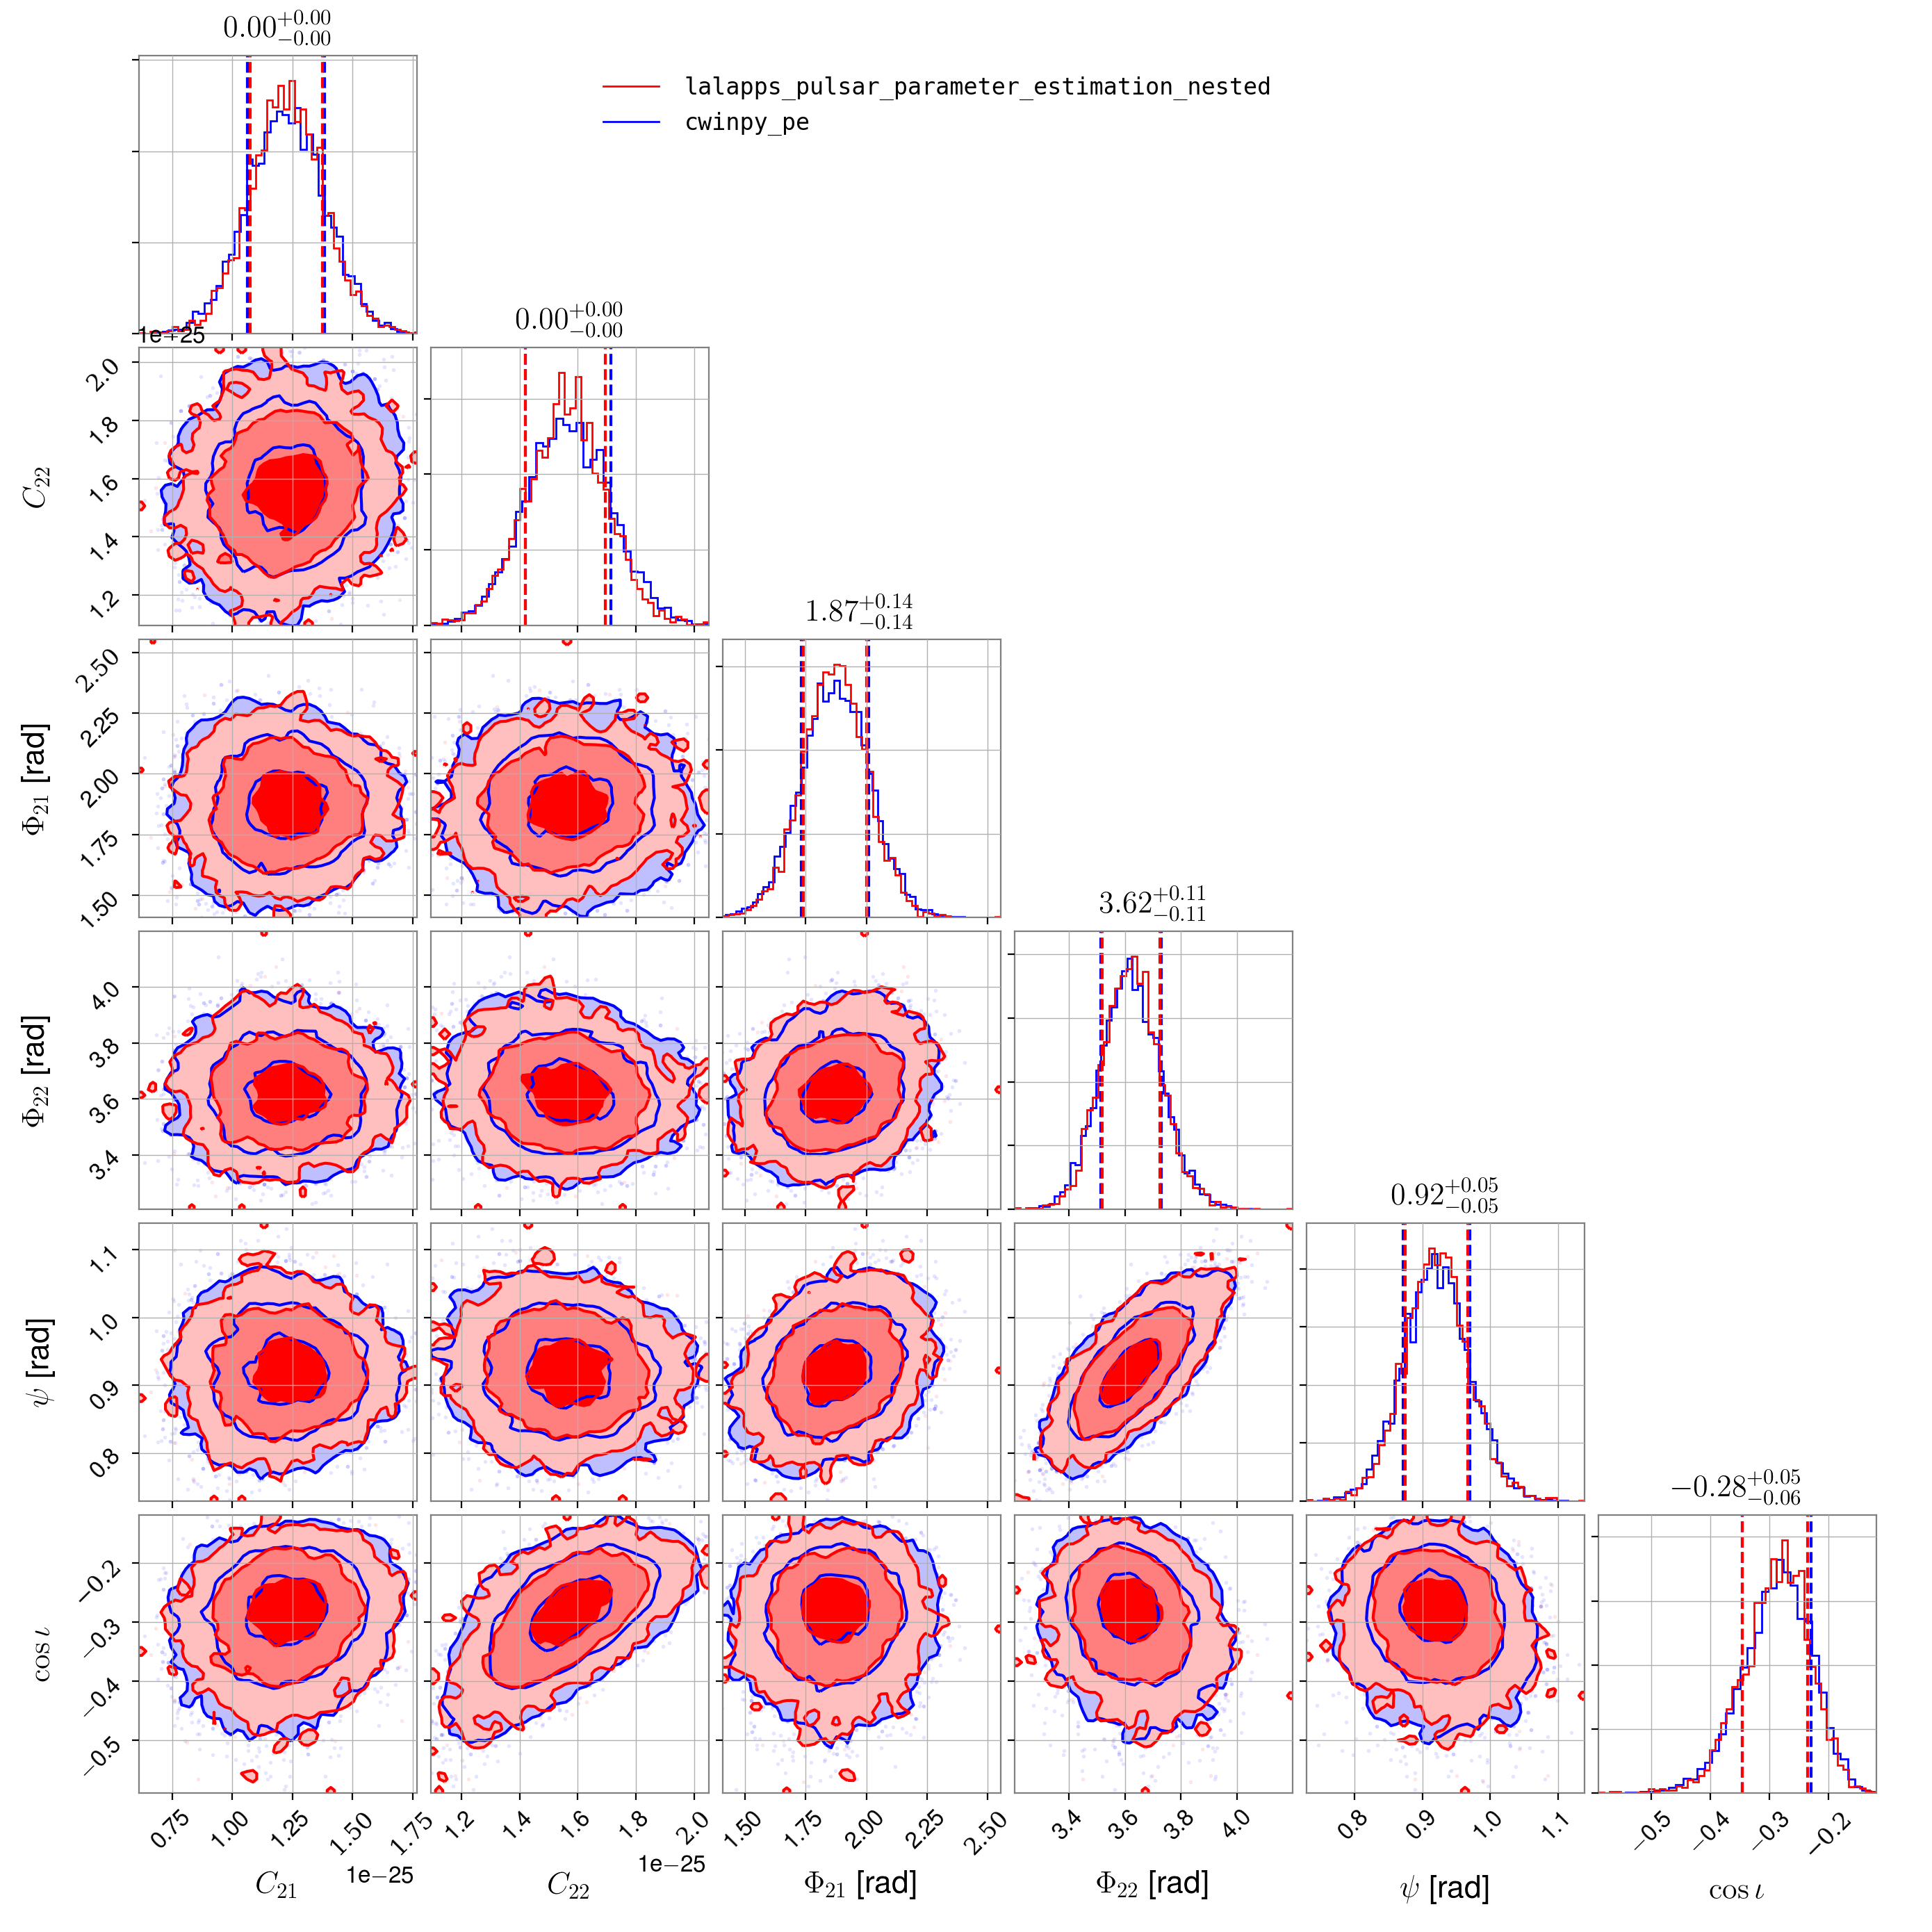 0.00+0.00−0.00
lalapps_pulsar_parameter_estimation_nested
cwinpy_pe
0.00+0.00−0.00
1e+25
2.0
1.8
1.6
1.4
1.2
C22
1.87+0.14−0.14
2.50
2.25
2.00
1.75
1.50
Φ21 [rad]
3.62+0.11−0.11
4.0
3.8
3.6
3.4
Φ22 [rad]
0.92+0.05−0.05
1.1
1.0
0.9
0.8
ψ [rad]
−0.28+0.05−0.06
−0.2
−0.3
−0.4
−0.5
cos ι
0.75 1.00 1.25 1.50 1.75 1.2 1.4 1.6 1.8 2.0 1.50 1.75 2.00 2.25 2.50 3.4 3.6 3.8 4.0 0.8 0.9 1.0 1.1 −0.5 −0.4 −0.3 −0.2
1e−25 1e−25
C21 C22 Φ21 [rad] Φ22 [rad] ψ [rad] cos ι